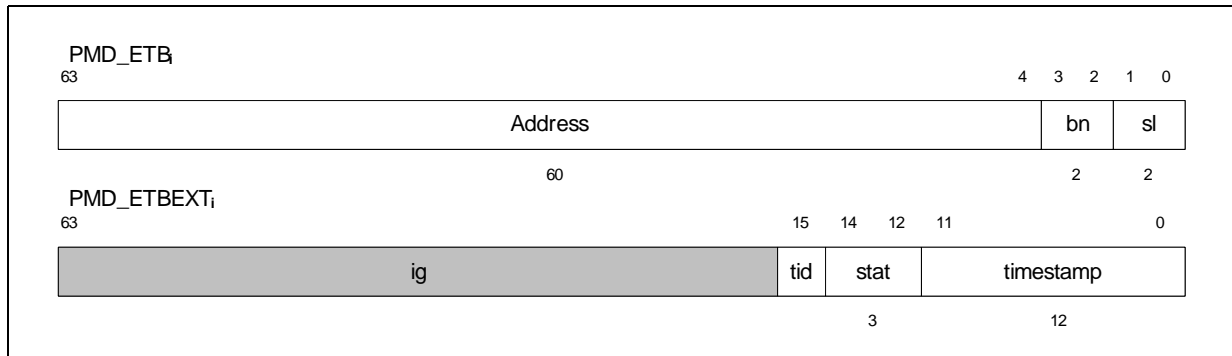 PMD_ETBi
63 4 3 2 1 0
Address bn sl
60 2 2
PMD_ETBEXTi
63 15 14 12 11 0
ig tid stat timestamp
3 12